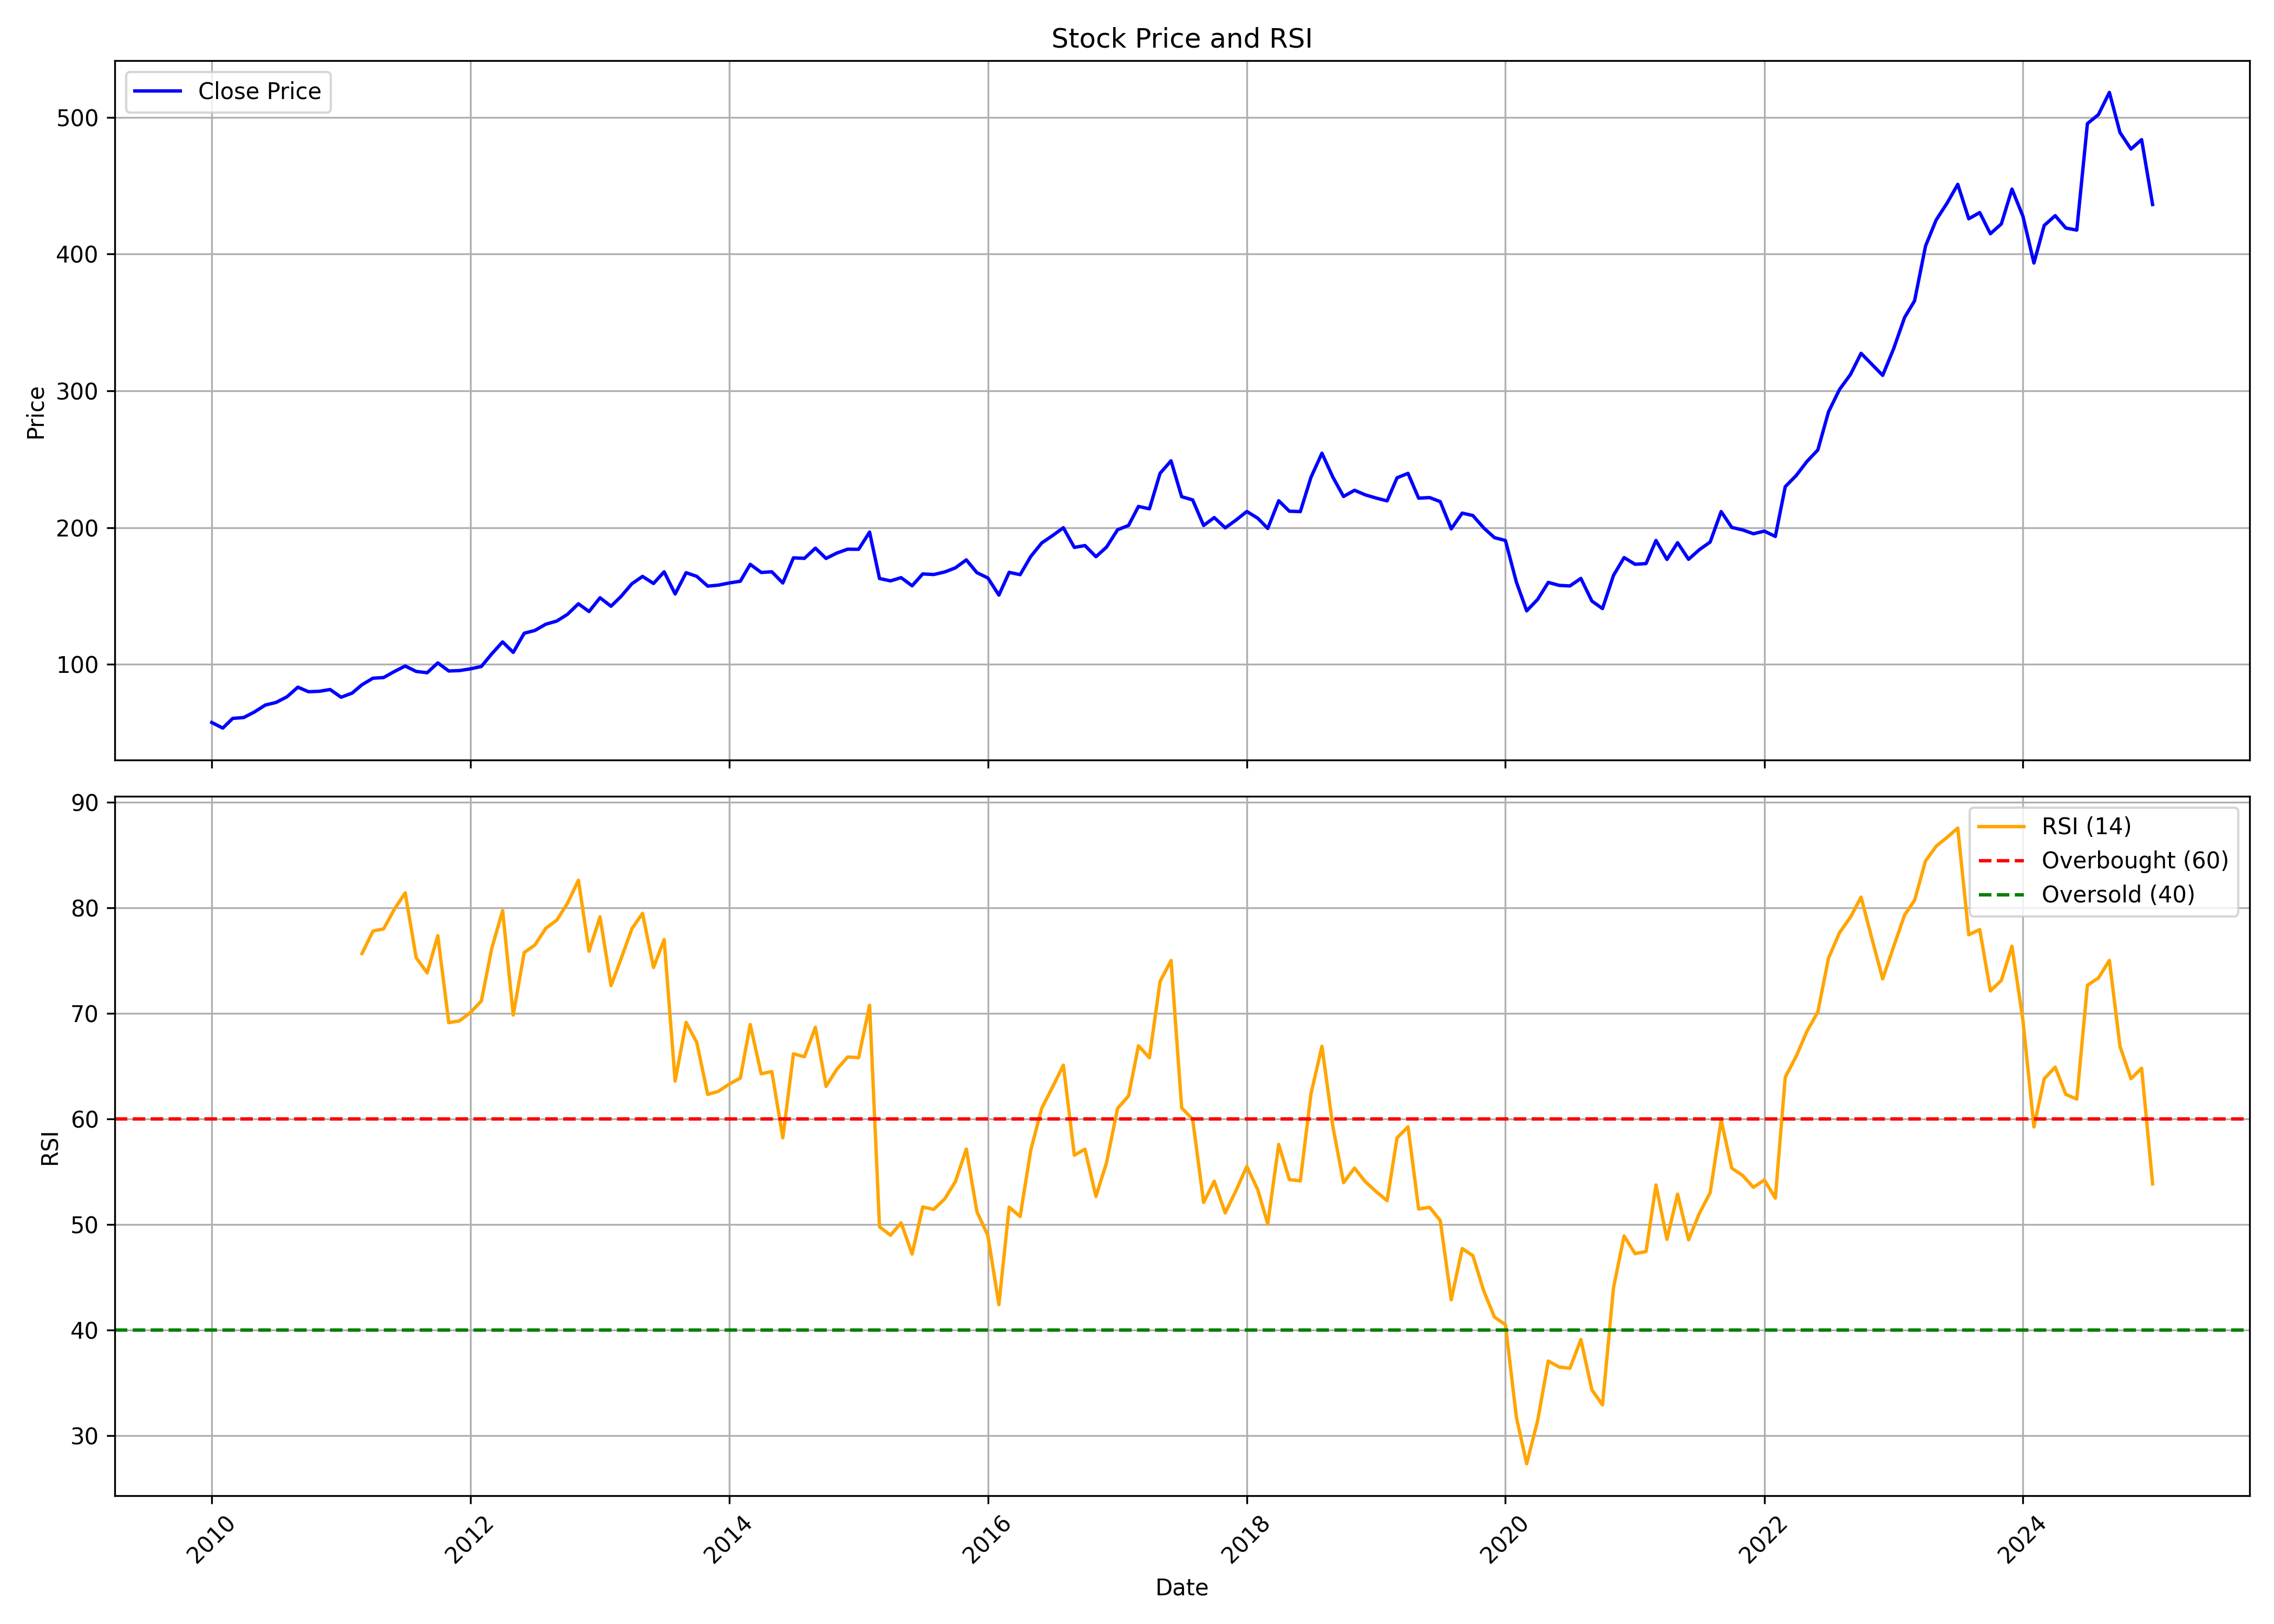 Stock Price and RSI
Close Price
Price
500
400
300
200
100
RSI
90
80
70
60
50
40
30
RSI (14)
Overbought (60)
Oversold (40)
2010
2012
2014
2016
2018
2020
2022
2024
Date